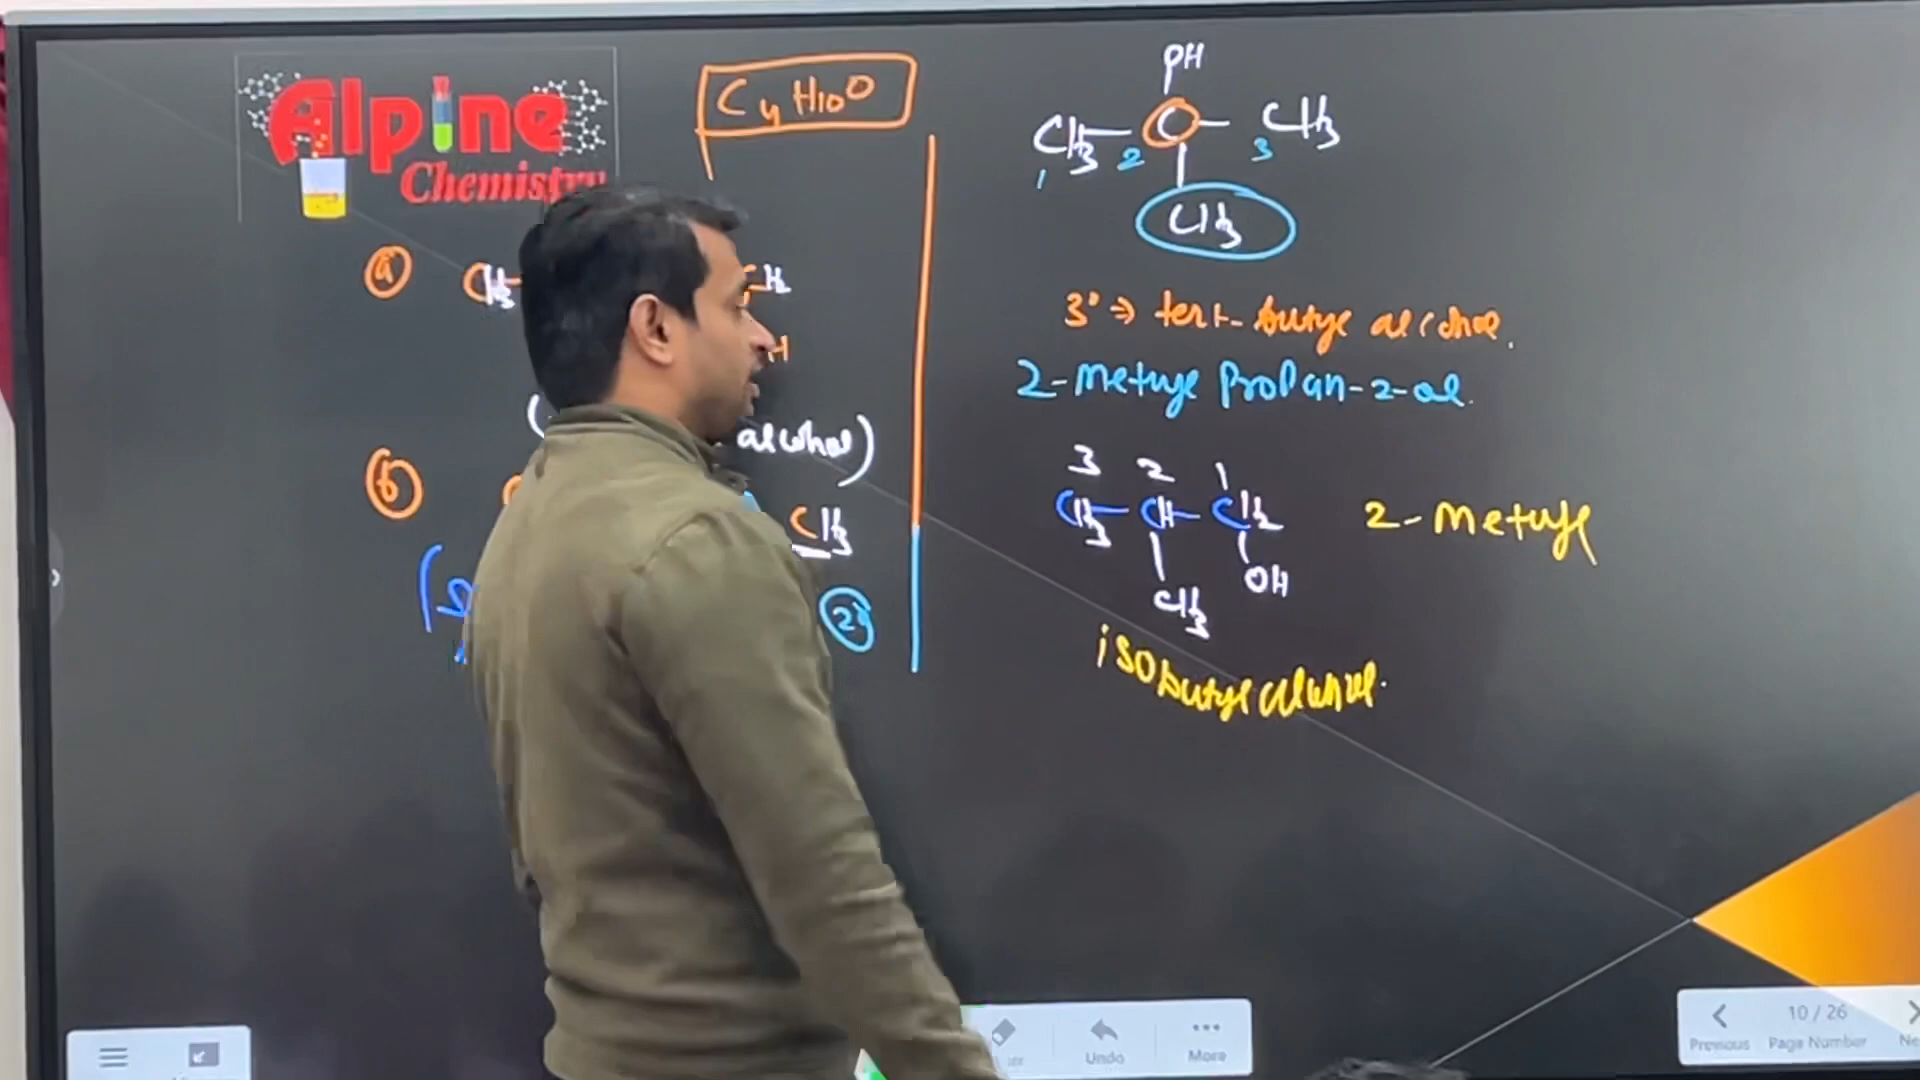 Alpine
Chemistry
C4H10O
(a) CH3 CH2
H
( alcohol)
(b) CH3
2°
OH
CH3 - C - CH3
1 2 3
CH3
3° ⇒ tert-butyl alcohol.
2-Methyl Propan-2-ol.
3 2 1
CH3 - CH - CH2 2-Methyl
CH3 OH
isobutyl alcohol.
Undo
More
Previous
10 / 26
Page Number